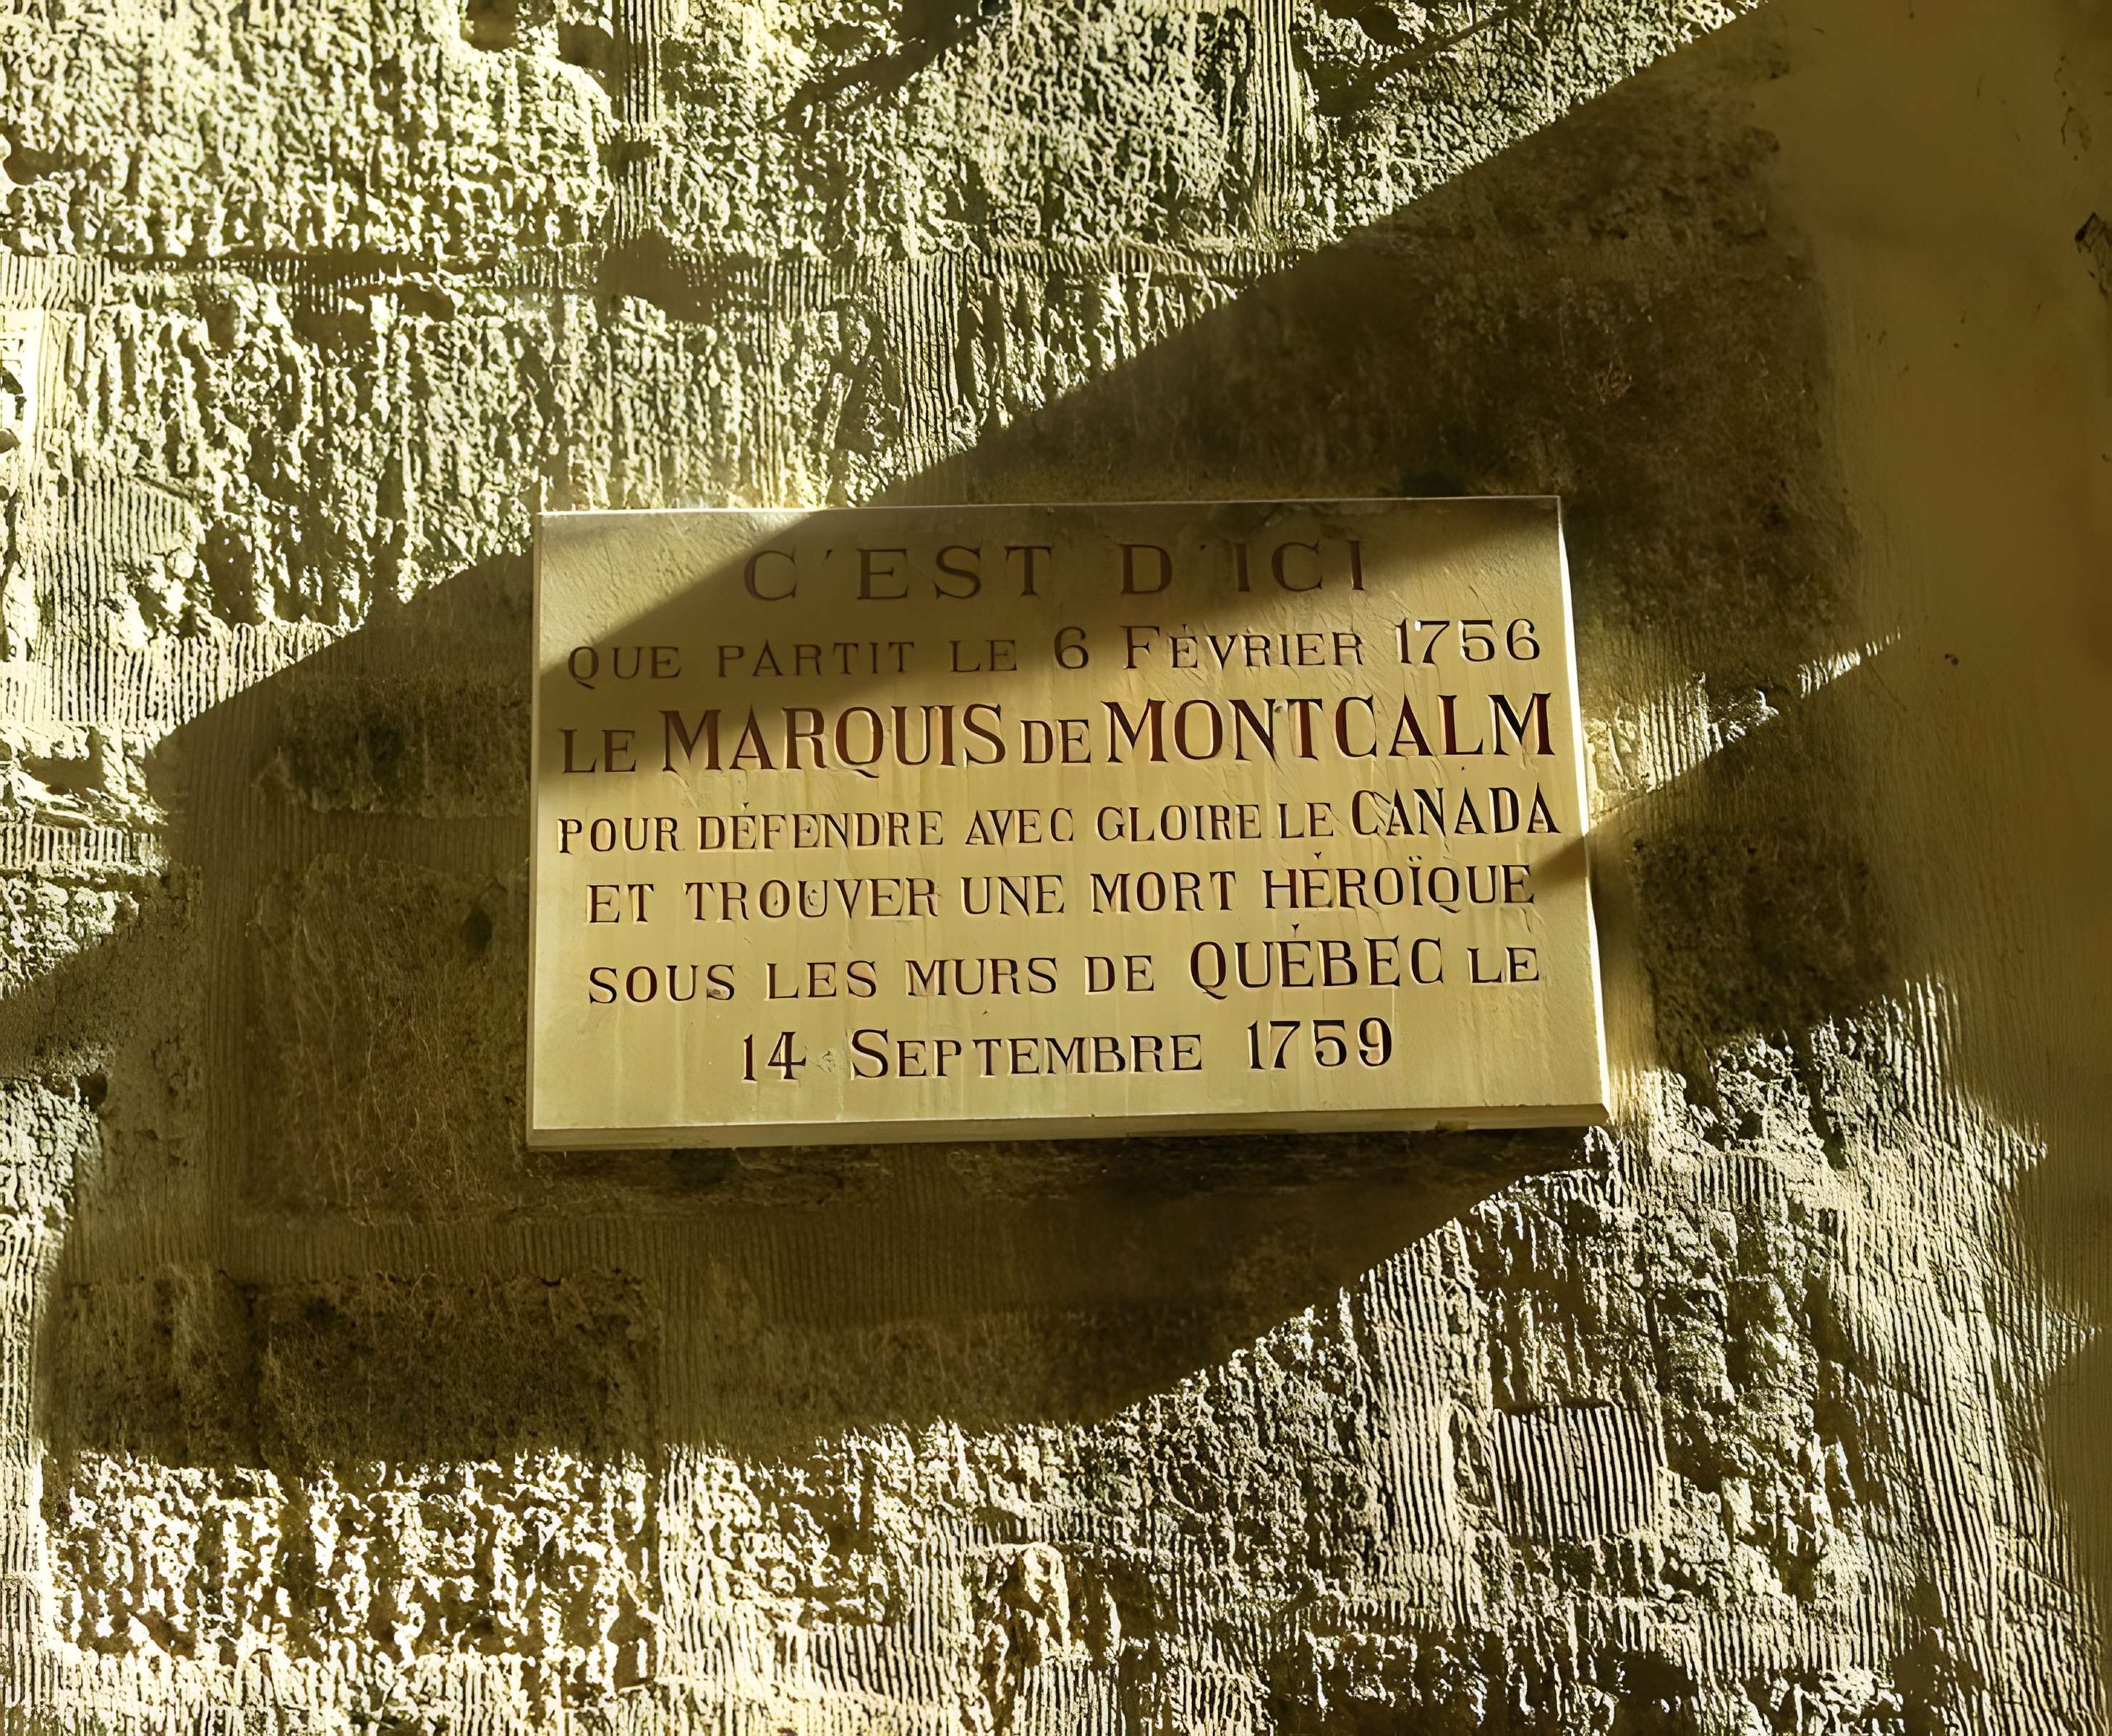 C'EST D'ICI
QUE PARTIT LE 6 FÉVRIER 1756
LE MARQUIS DE MONTCALM
POUR DÉFENDRE AVEC GLOIRE LE CANADA
ET TROUVER UNE MORT HÉROÏQUE
SOUS LES MURS DE QUÉBEC LE
14 SEPTEMBRE 1759